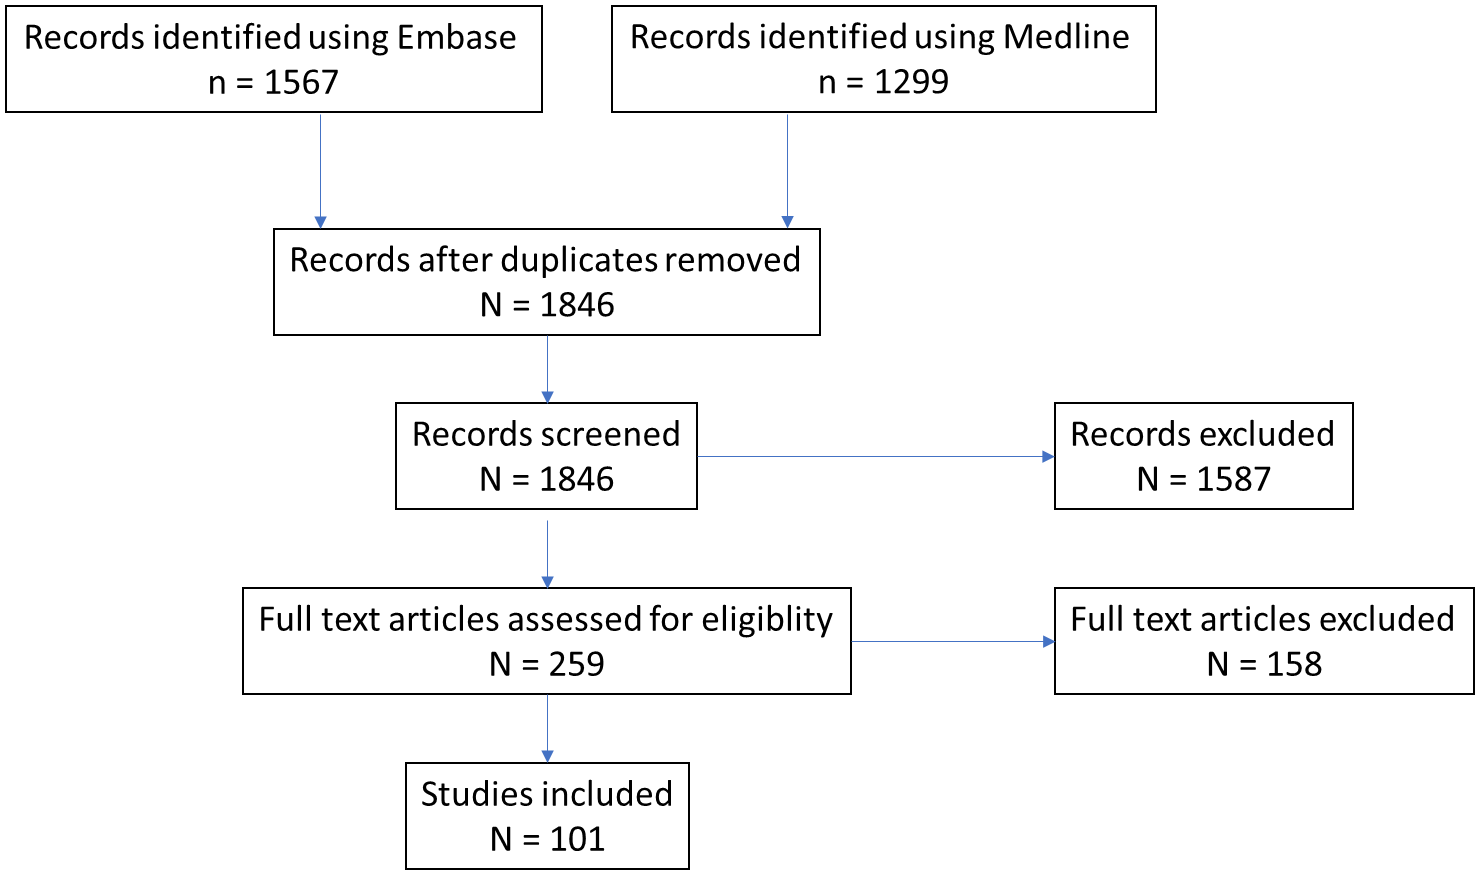 Records identified using Embase
n = 1567
Records identified using Medline
n = 1299
Records after duplicates removed
N = 1846
Records screened
N = 1846
Records excluded
N = 1587
Full text articles assessed for eligiblity
N = 259
Full text articles excluded
N = 158
Studies included
N = 101